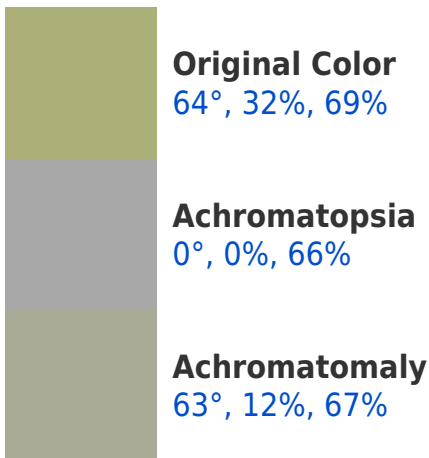 Original Color
64°, 32%, 69%
Achromatopsia
0°, 0%, 66%
Achromatomaly
63°, 12%, 67%